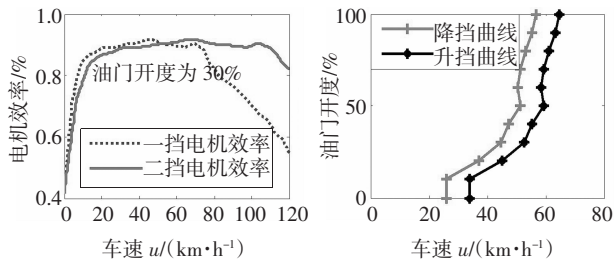 电机效率/%
1.0
0.8
0.6
0.4
油门开度为 30%
一挡电机效率
二挡电机效率
0 20 40 60 80 100 120
车速 u/(km·h⁻¹)
油门开度/%
100
50
0
降挡曲线
升挡曲线
0 20 40 60 80
车速 u/(km·h⁻¹)